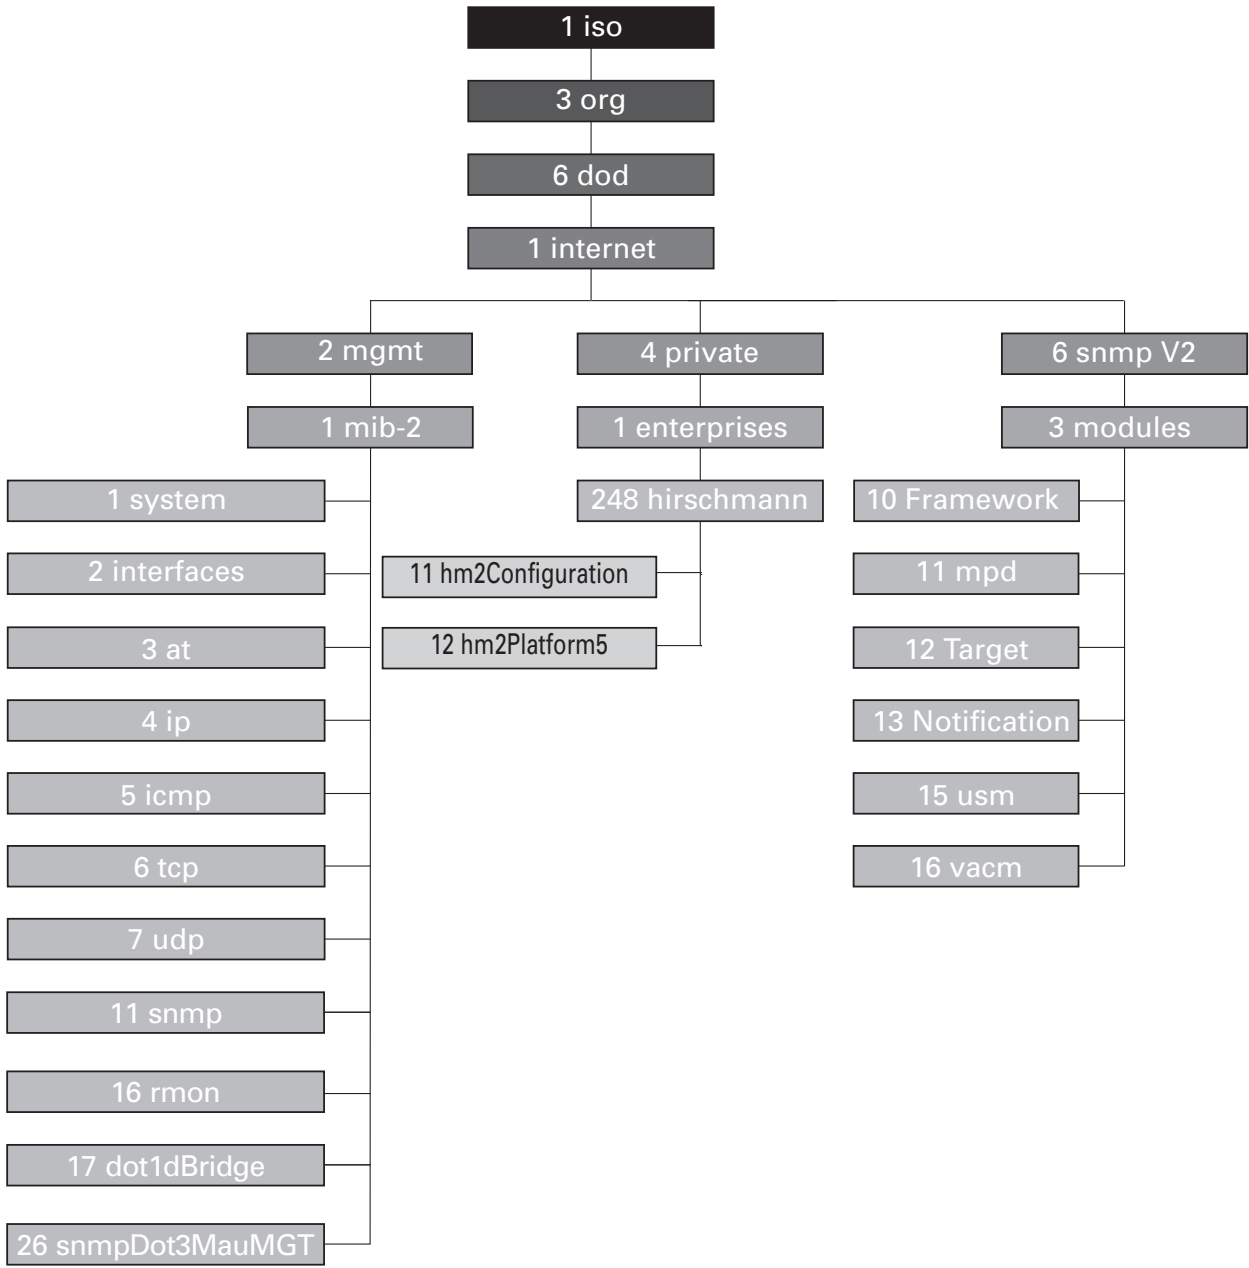 1 iso
3 org
6 dod
1 internet
2 mgmt
4 private
6 snmp V2
1 mib-2
1 enterprises
3 modules
1 system
248 hirschmann
10 Framework
2 interfaces
11 hm2Configuration
11 mpd
3 at
12 hm2Platform5
12 Target
4 ip
13 Notification
5 icmp
15 usm
6 tcp
16 vacm
7 udp
11 snmp
16 rmon
17 dot1dBridge
26 snmpDot3MauMGT